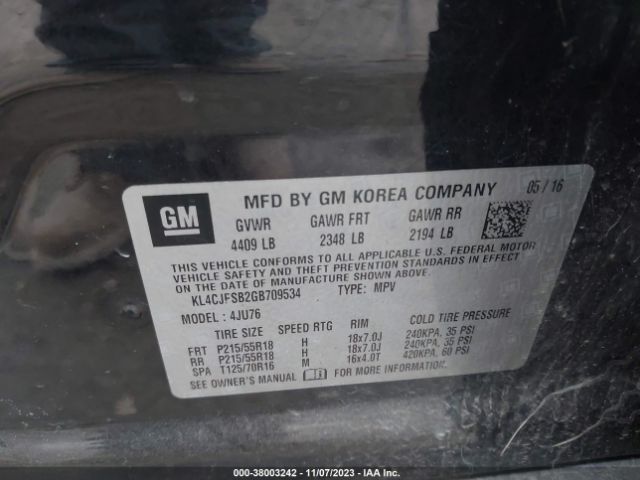 GM
MFD BY GM KOREA COMPANY 05/16
GVWR GAWR FRT GAWR RR
4409 LB 2348 LB 2194 LB
THIS VEHICLE CONFORMS TO ALL APPLICABLE U.S. FEDERAL MOTOR
VEHICLE SAFETY AND THEFT PREVENTION STANDARDS IN EFFECT
ON THE DATE OF MANUFACTURE SHOWN ABOVE.
KL4CJFSB2GB709534 TYPE: MPV
MODEL: 4JU76
TIRE SIZE SPEED RTG RIM COLD TIRE PRESSURE
FRT P215/55R18 H 18x7.0J 240KPA, 35 PSI
RR P215/55R18 H 18x7.0J 240KPA, 35 PSI
SPA T125/70R16 M 16x4.0T 420KPA, 60 PSI
SEE OWNER'S MANUAL FOR MORE INFORMATION.
000-38003242 - 11/07/2023 - IAA Inc.